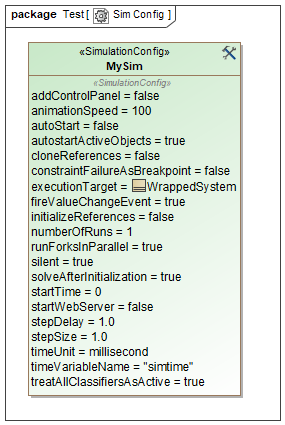 package Test [ Sim Config ]
«SimulationConfig»
MySim
«SimulationConfig»
addControlPanel = false
animationSpeed = 100
autoStart = false
autostartActiveObjects = true
cloneReferences = false
constraintFailureAsBreakpoint = false
executionTarget = WrappedSystem
fireValueChangeEvent = true
initializeReferences = false
numberOfRuns = 1
runForksInParallel = true
silent = true
solveAfterInitialization = true
startTime = 0
startWebServer = false
stepDelay = 1.0
stepSize = 1.0
timeUnit = millisecond
timeVariableName = "simtime"
treatAllClassifiersAsActive = true